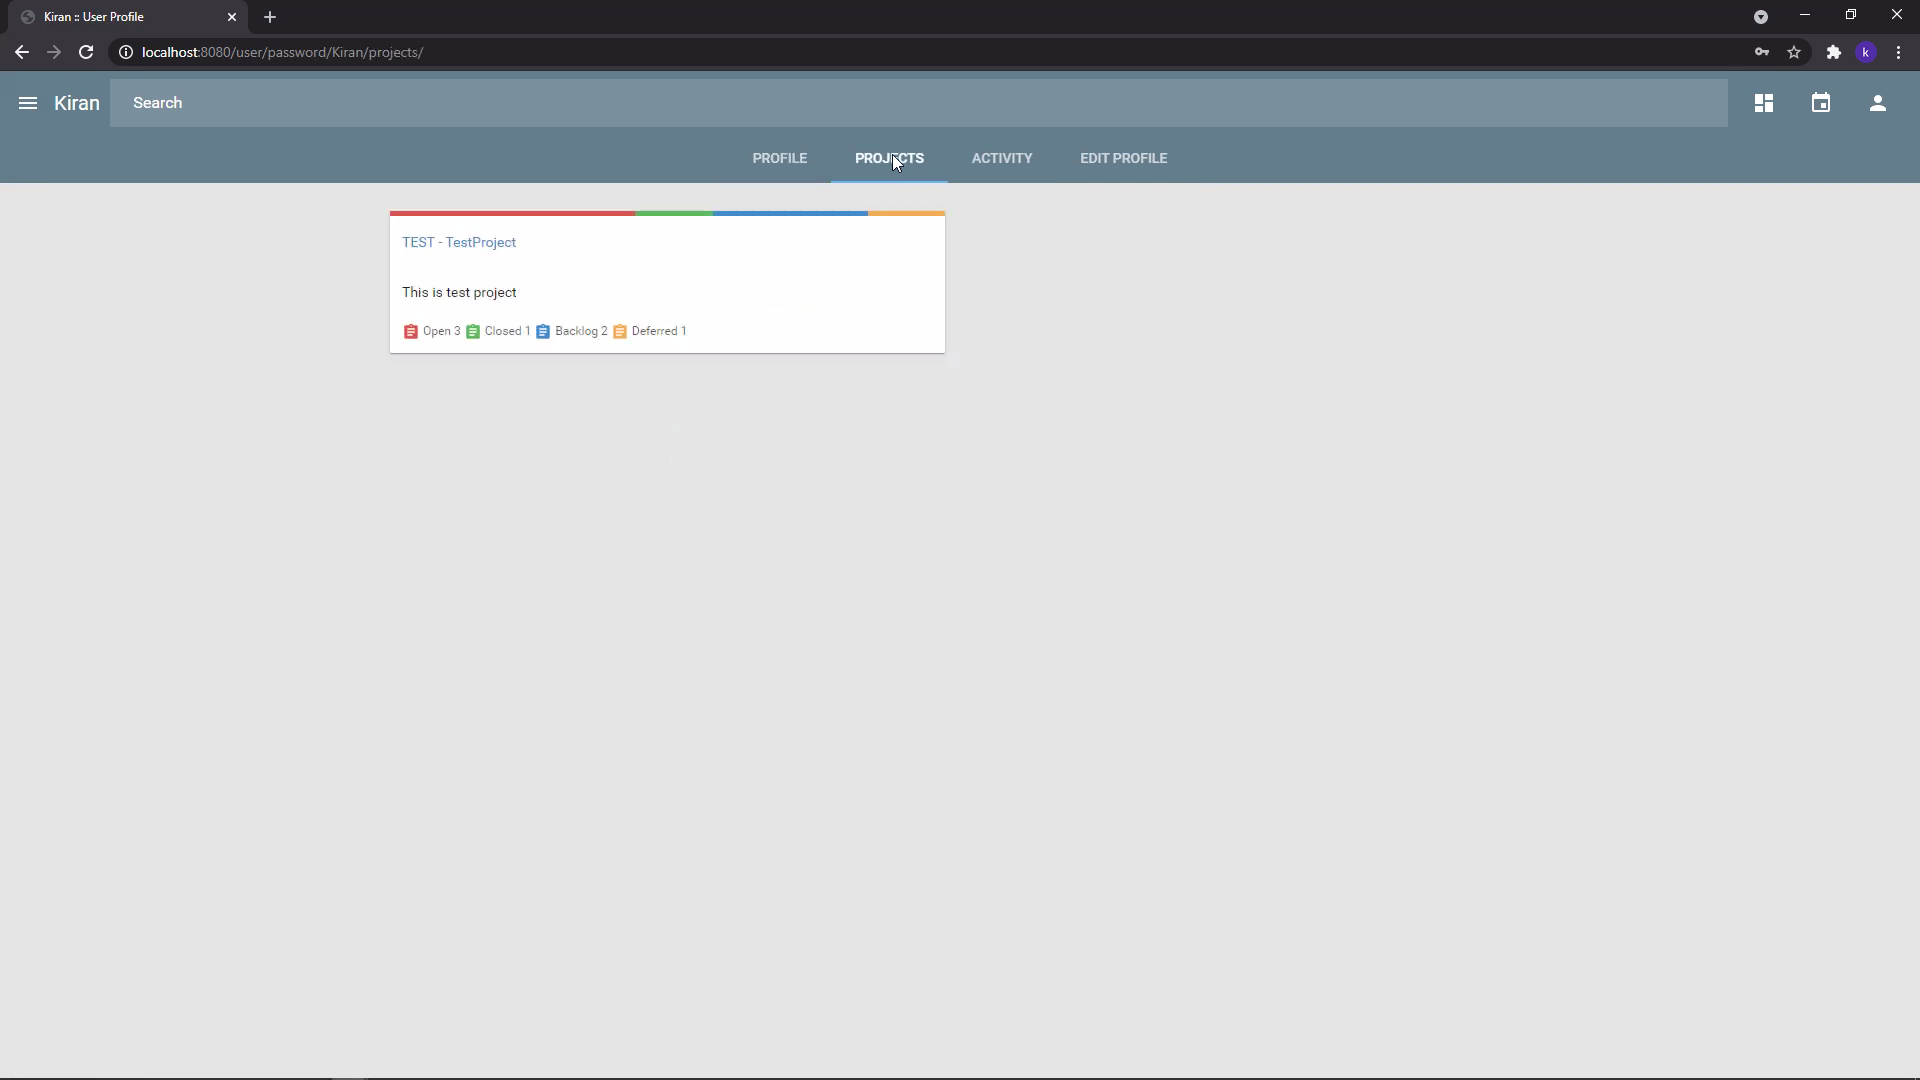 Kiran :: User Profile
localhost:8080/user/password/Kiran/projects/
k
Kiran
Search
PROFILE
PROJECTS
ACTIVITY
EDIT PROFILE
TEST - TestProject
This is test project
Open 3 Closed 1 Backlog 2 Deferred 1